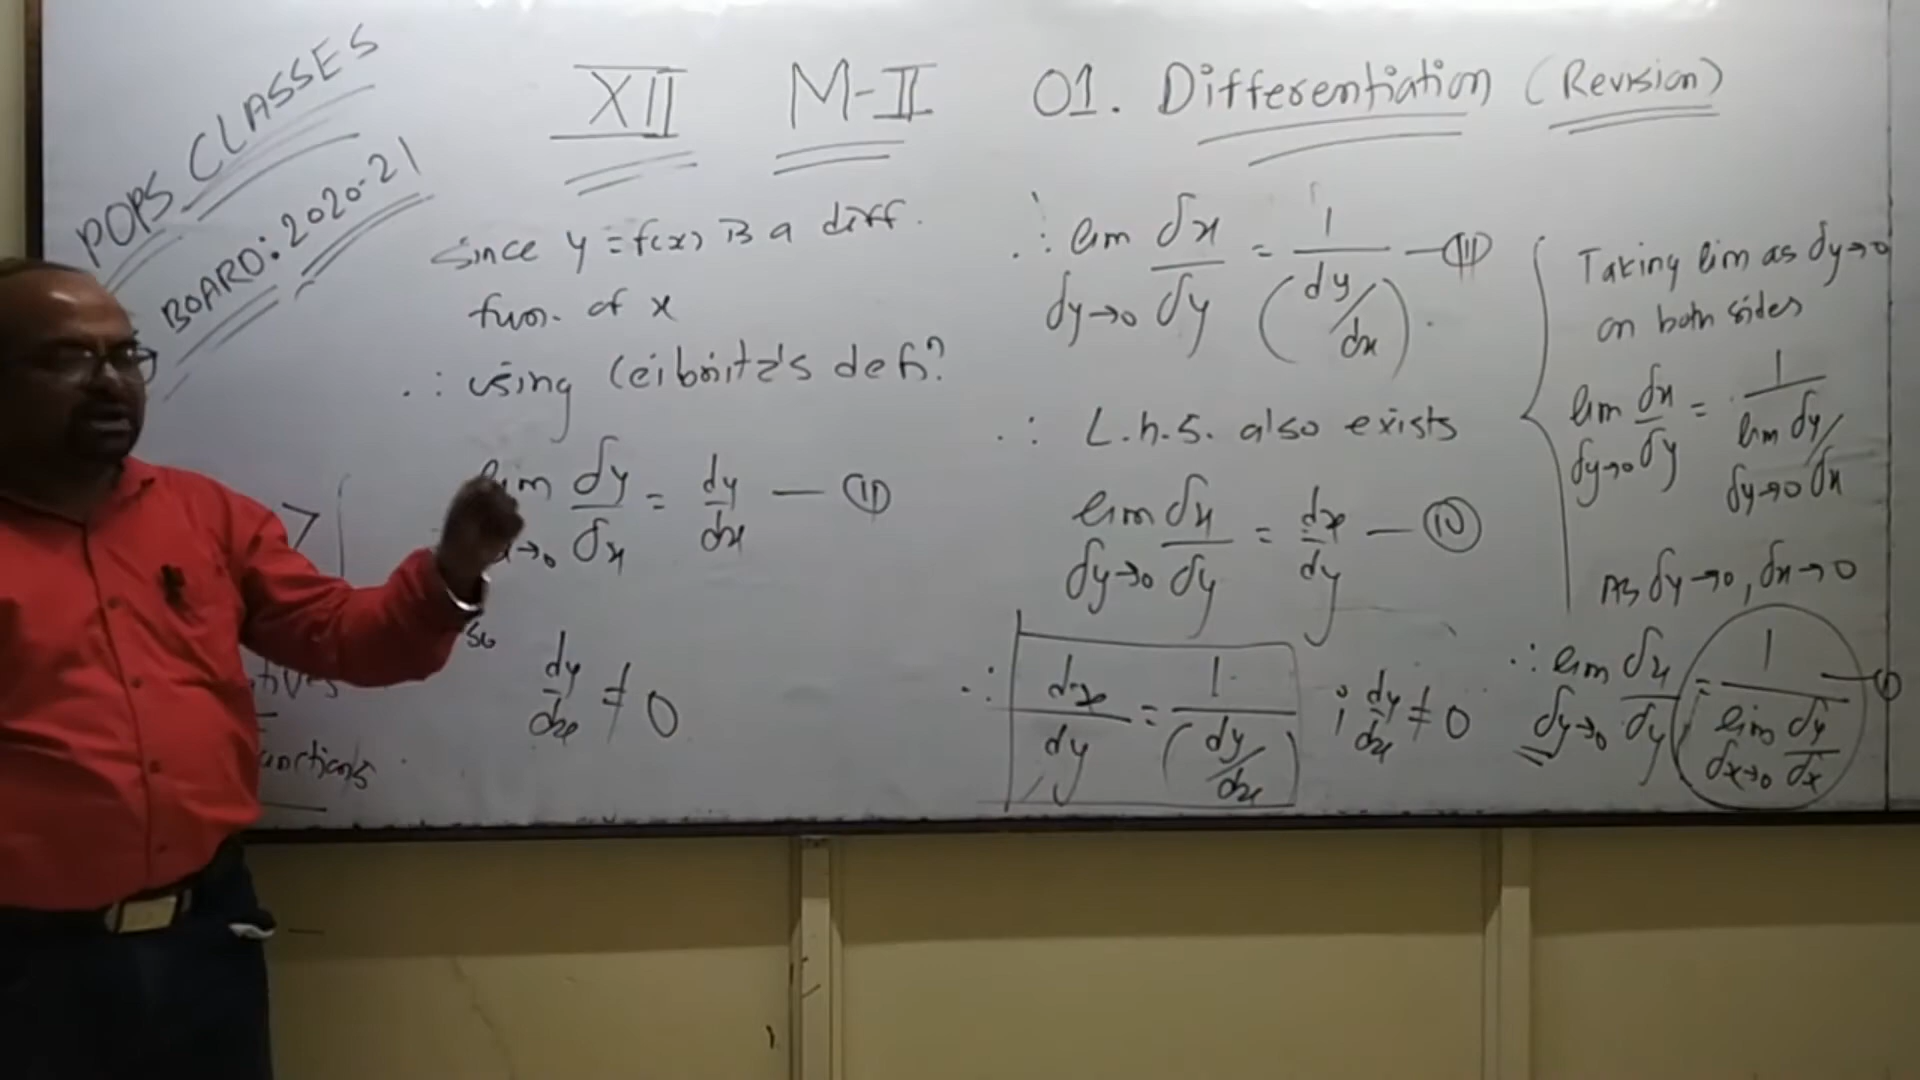 POPS CLASSES
BOARD: 2020-21
XII M-II 01. Differentiation (Revision)
Since y = f(x) is a diff.
fun. of x
∴ using Leibnitz's defn.
lim δy/δx = dy/dx — (II)
x→0
dy/dx ≠ 0
unctions
∴ lim δx/δy = 1/(dy/dx) — (III)
δy→0
∴ L.h.s. also exists
lim δx/δy = dx/dy — (IV)
δy→0
∴ dx/dy = 1/(dy/dx) ; dy/dx ≠ 0
Taking lim as δy→0
on both sides
lim δx/δy = 1/lim δy/δx
δy→0 δy→0
As δy→0, δx→0
∴ lim δx/δy = 1/lim δy/δx
δy→0 δx→0